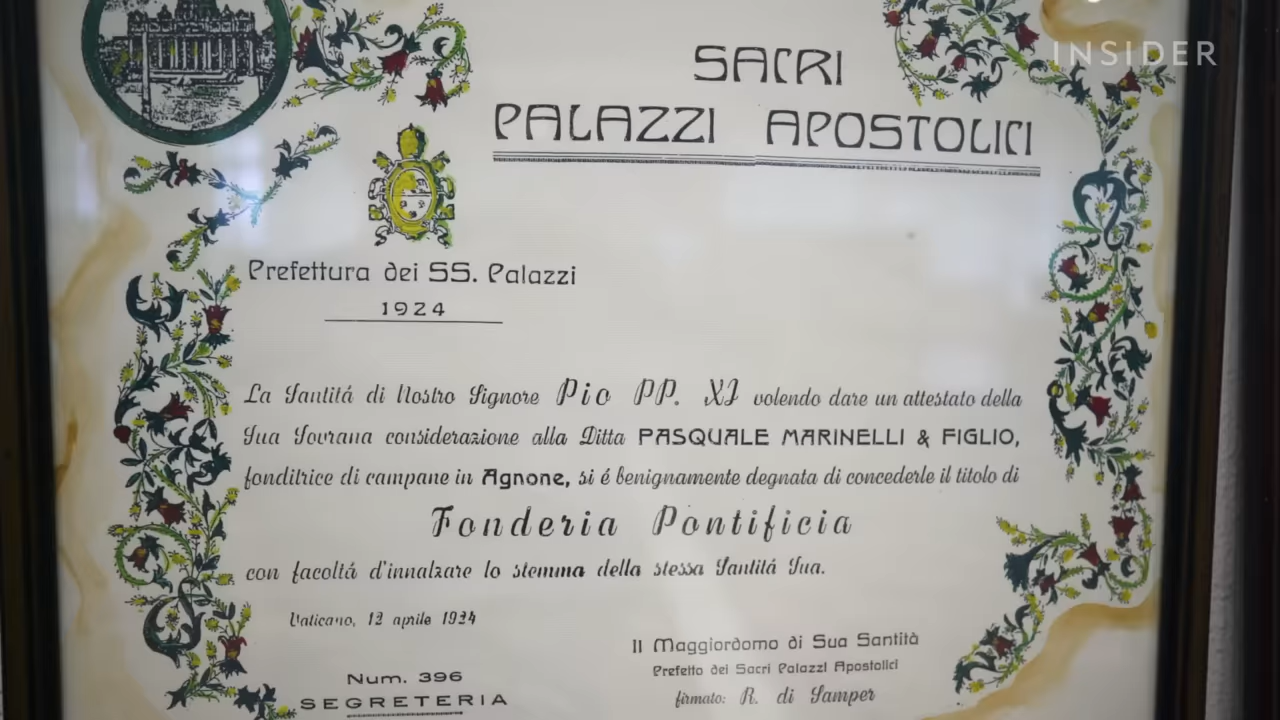 INSIDER
SACRI
PALAZZI APOSTOLICI
Prefettura dei SS. Palazzi
1924
La Santitá di Nostro Signore Pio PP. XI volendo dare un attestato della
Sua Sovrana considerazione alla Ditta PASQUALE MARINELLI & FIGLIO,
fonditrice di campane in Agnone, si é benignamente degnata di concederle il titolo di
Fonderia Pontificia
con facoltá d'innalzare lo stemma della stessa Santitá Sua.
Vaticano, 12 aprile 1924
Il Maggiordomo di Sua Santità
Prefetto dei Sacri Palazzi Apostolici
firmato: R. di Samper
Num. 396
SEGRETERIA